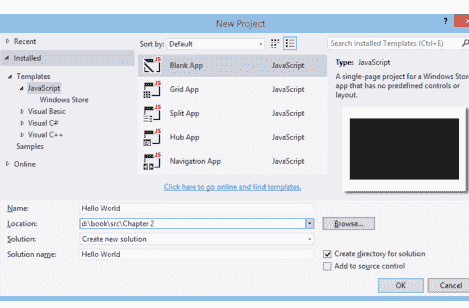 New Project
? ×
Recent
Sort by: Default
Search Installed Templates (Ctrl+E)
Installed
Templates
JavaScript
Windows Store
Visual Basic
Visual C#
Visual C++
Samples
Online
Blank App JavaScript
Grid App JavaScript
Split App JavaScript
Hub App JavaScript
Navigation App JavaScript
Click here to go online and find templates.
Type: JavaScript
A single-page project for a Windows Store
app that has no predefined controls or
layout.
Name: Hello World
Location: d:\book\src\Chapter 2 Browse...
Solution: Create new solution
Solution name: Hello World
Create directory for solution
Add to source control
OK Cancel